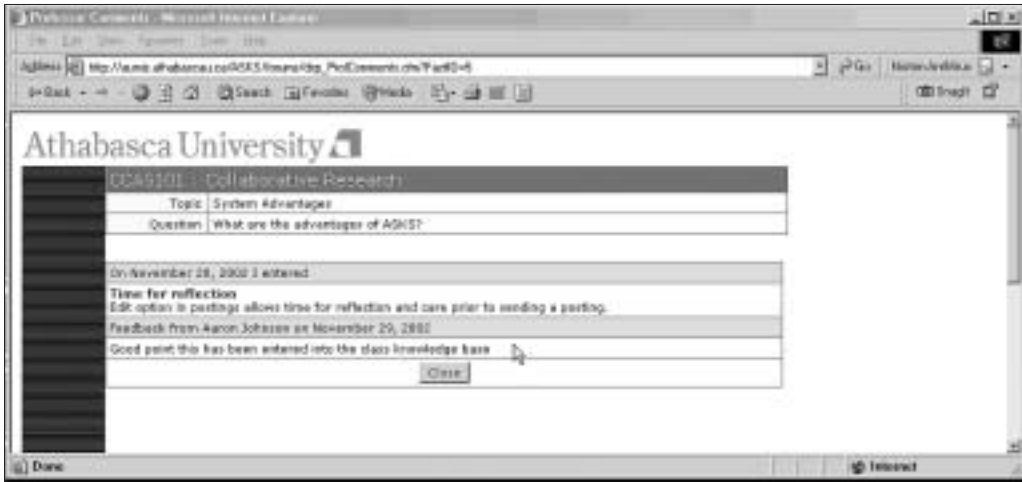 Professor Comments - Microsoft Internet Explorer
File Edit View Favorites Tools Help
Address
Go
Back Search Favorites Media
SnagIt
Athabasca University
Collaborative Research
Topic System Advantages
Question What are the advantages of ASKS?
On November 28, 2002 I entered
Time for reflection
Edit option in postings allows time for reflection and care prior to sending a posting.
Feedback from Aaron Johnson on November 29, 2002
Good point this has been entered into the class knowledge base
Close
Done
Internet